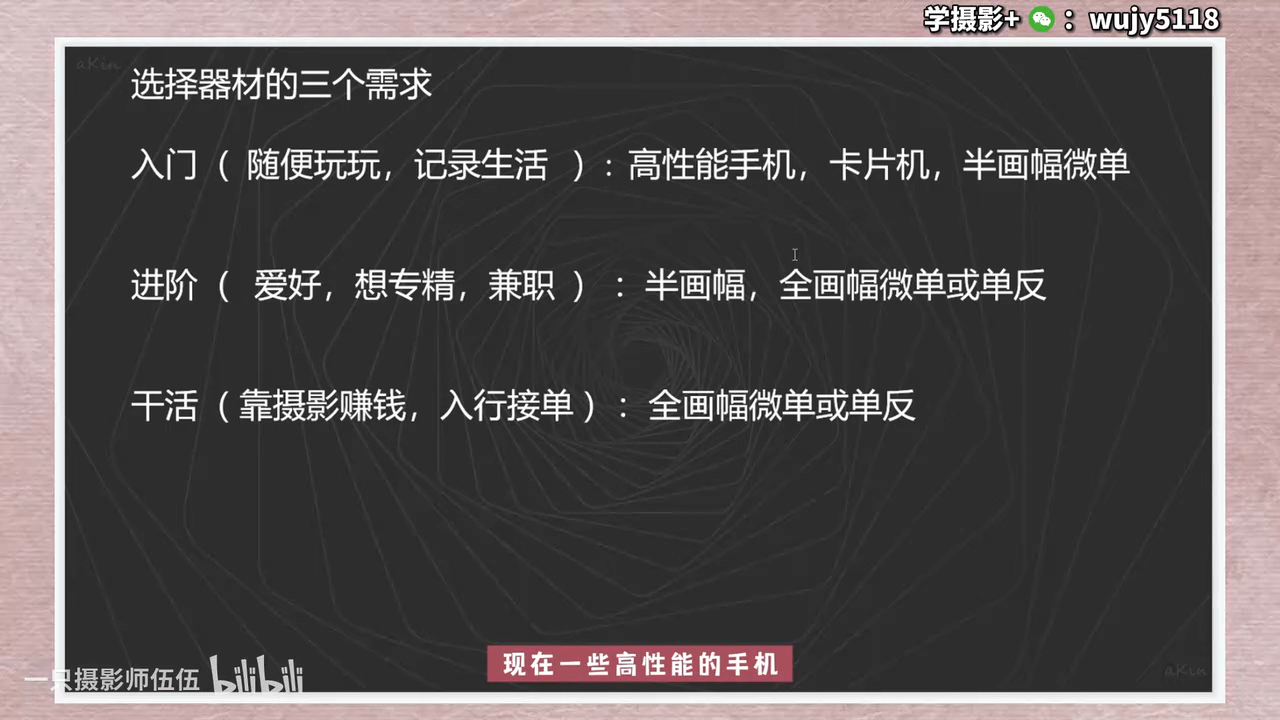 学摄影+ ：wujy5118
aKin
选择器材的三个需求
入门（ 随便玩玩，记录生活 ）：高性能手机，卡片机，半画幅微单
进阶（ 爱好，想专精，兼职 ）：半画幅，全画幅微单或单反
干活（靠摄影赚钱，入行接单）：全画幅微单或单反
现在一些高性能的手机
一只摄影师伍伍 bilibili
aKin